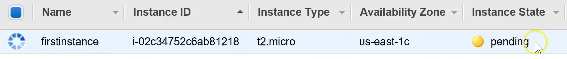 Name Instance ID Instance Type Availability Zone Instance State
firstinstance i-02c34752c6ab81218 t2.micro us-east-1c pending